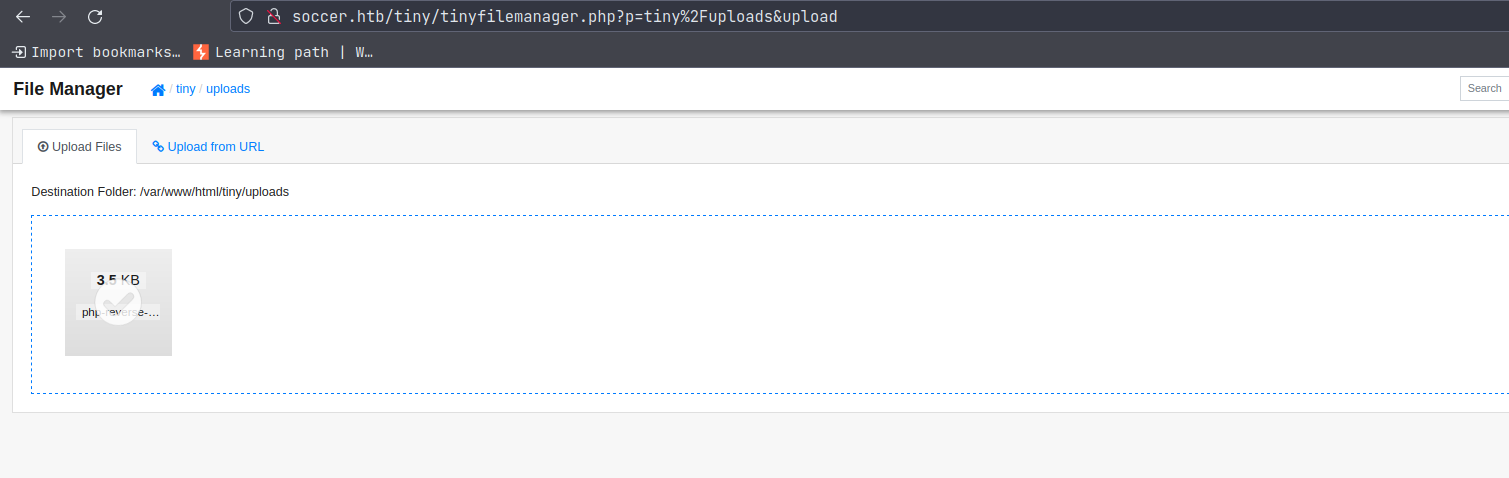 soccer.htb/tiny/tinyfilemanager.php?p=tiny%2Fuploads&upload
Import bookmarks… Learning path | W…
File Manager / tiny / uploads Search
Upload Files Upload from URL
Destination Folder: /var/www/html/tiny/uploads
3.5 KB
php-reverse-…